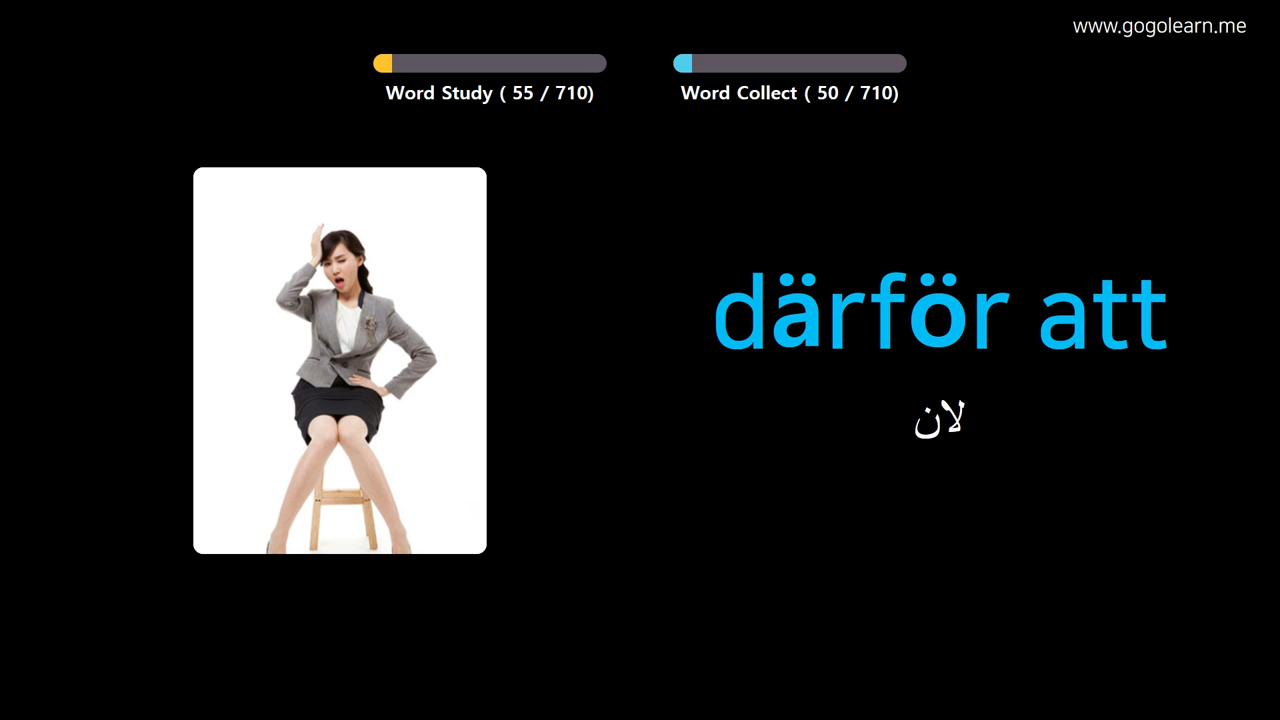 www.gogolearn.me
Word Study ( 55 / 710)
Word Collect ( 50 / 710)
därför att
لان